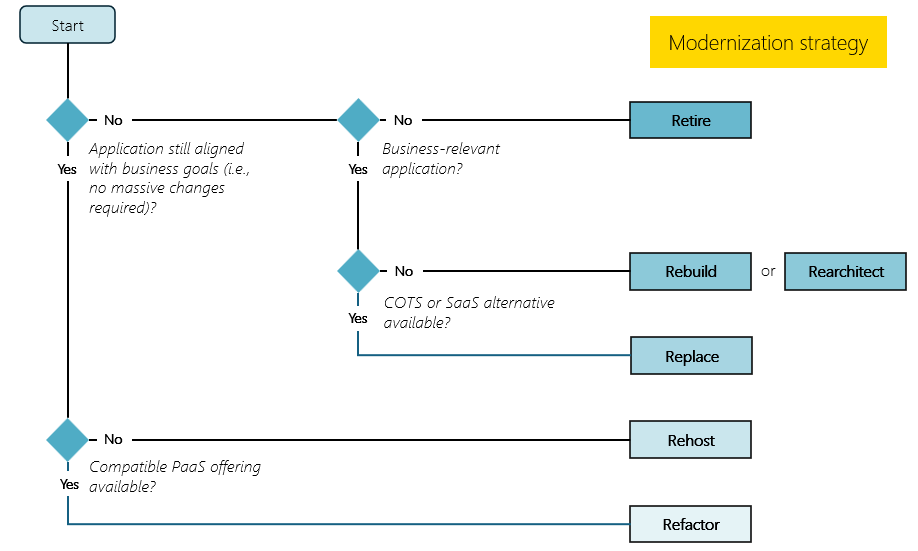 Start
Modernization strategy
No
No
Retire
Application still aligned
with business goals (i.e.,
no massive changes
required)?
Yes
Business-relevant
application?
Yes
No
Rebuild
or
Rearchitect
COTS or SaaS alternative
available?
Yes
Replace
No
Rehost
Compatible PaaS offering
available?
Yes
Refactor